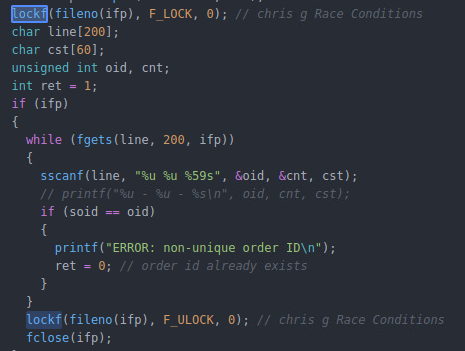 lockf(fileno(ifp), F_LOCK, 0); // chris g Race Conditions
char line[200];
char cst[60];
unsigned int oid, cnt;
int ret = 1;
if (ifp)
{
  while (fgets(line, 200, ifp))
  {
    sscanf(line, "%u %u %59s", &oid, &cnt, cst);
    // printf("%u - %u - %s\n", oid, cnt, cst);
    if (soid == oid)
    {
      printf("ERROR: non-unique order ID\n");
      ret = 0; // order id already exists
    }
  }
  lockf(fileno(ifp), F_ULOCK, 0); // chris g Race Conditions
  fclose(ifp);